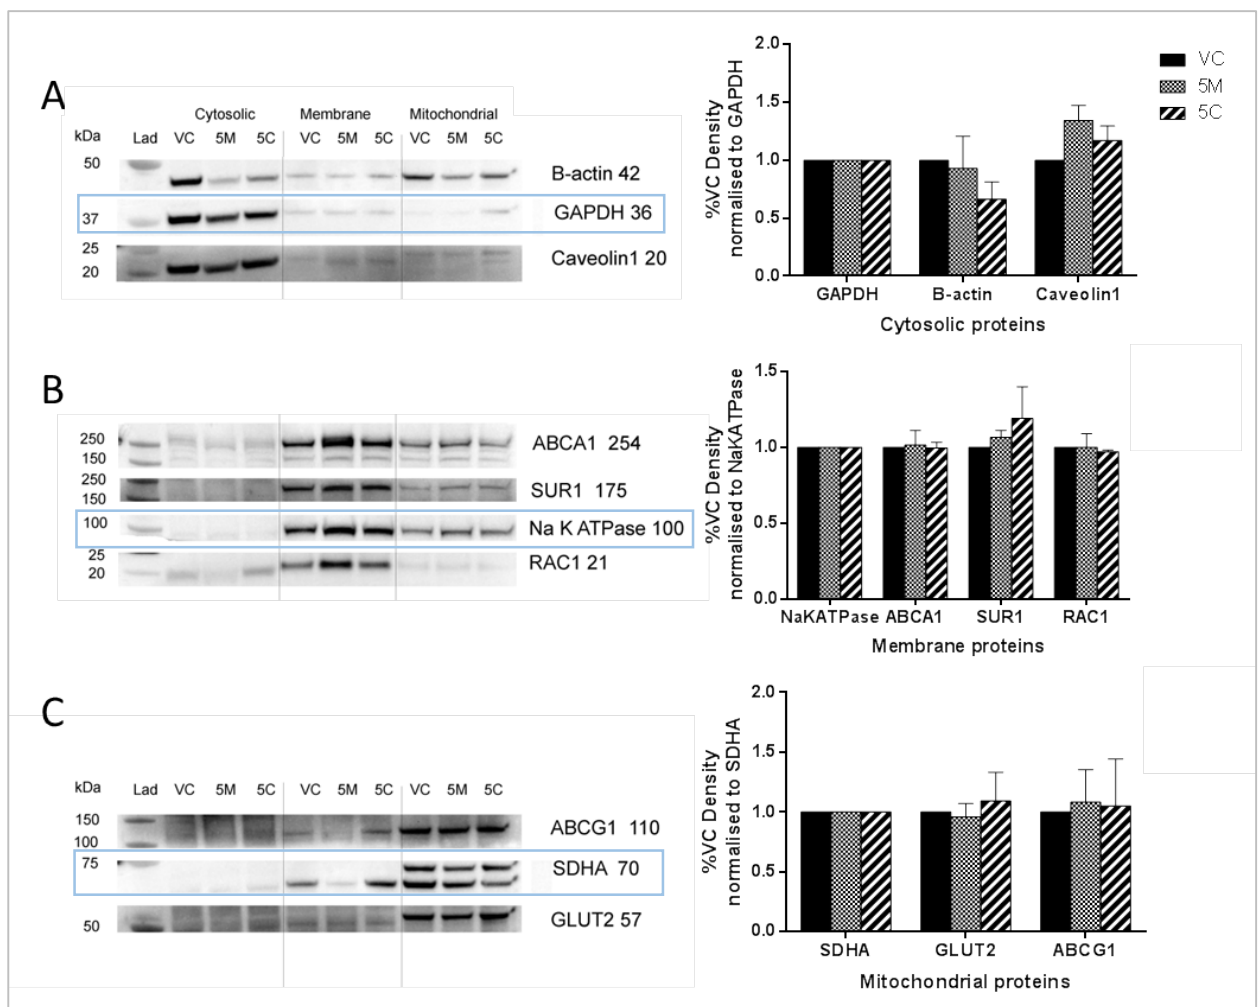 A
Cytosolic Membrane Mitochondrial
kDa Lad VC 5M 5C VC 5M 5C VC 5M 5C
50
B-actin 42
37
GAPDH 36
25
20
Caveolin1 20
%VC Density
normalised to GAPDH
2.0
1.5
1.0
0.5
0.0
GAPDH B-actin Caveolin1
Cytosolic proteins
VC
5M
5C
B
250
150
ABCA1 254
250
150
SUR1 175
100
Na K ATPase 100
25
20
RAC1 21
%VC Density
normalised to NaKATPase
1.5
1.0
0.5
0.0
NaKATPase ABCA1 SUR1 RAC1
Membrane proteins
C
kDa Lad VC 5M 5C VC 5M 5C VC 5M 5C
150
100
ABCG1 110
75
SDHA 70
50
GLUT2 57
%VC Density
normalised to SDHA
2.0
1.5
1.0
0.5
0.0
SDHA GLUT2 ABCG1
Mitochondrial proteins